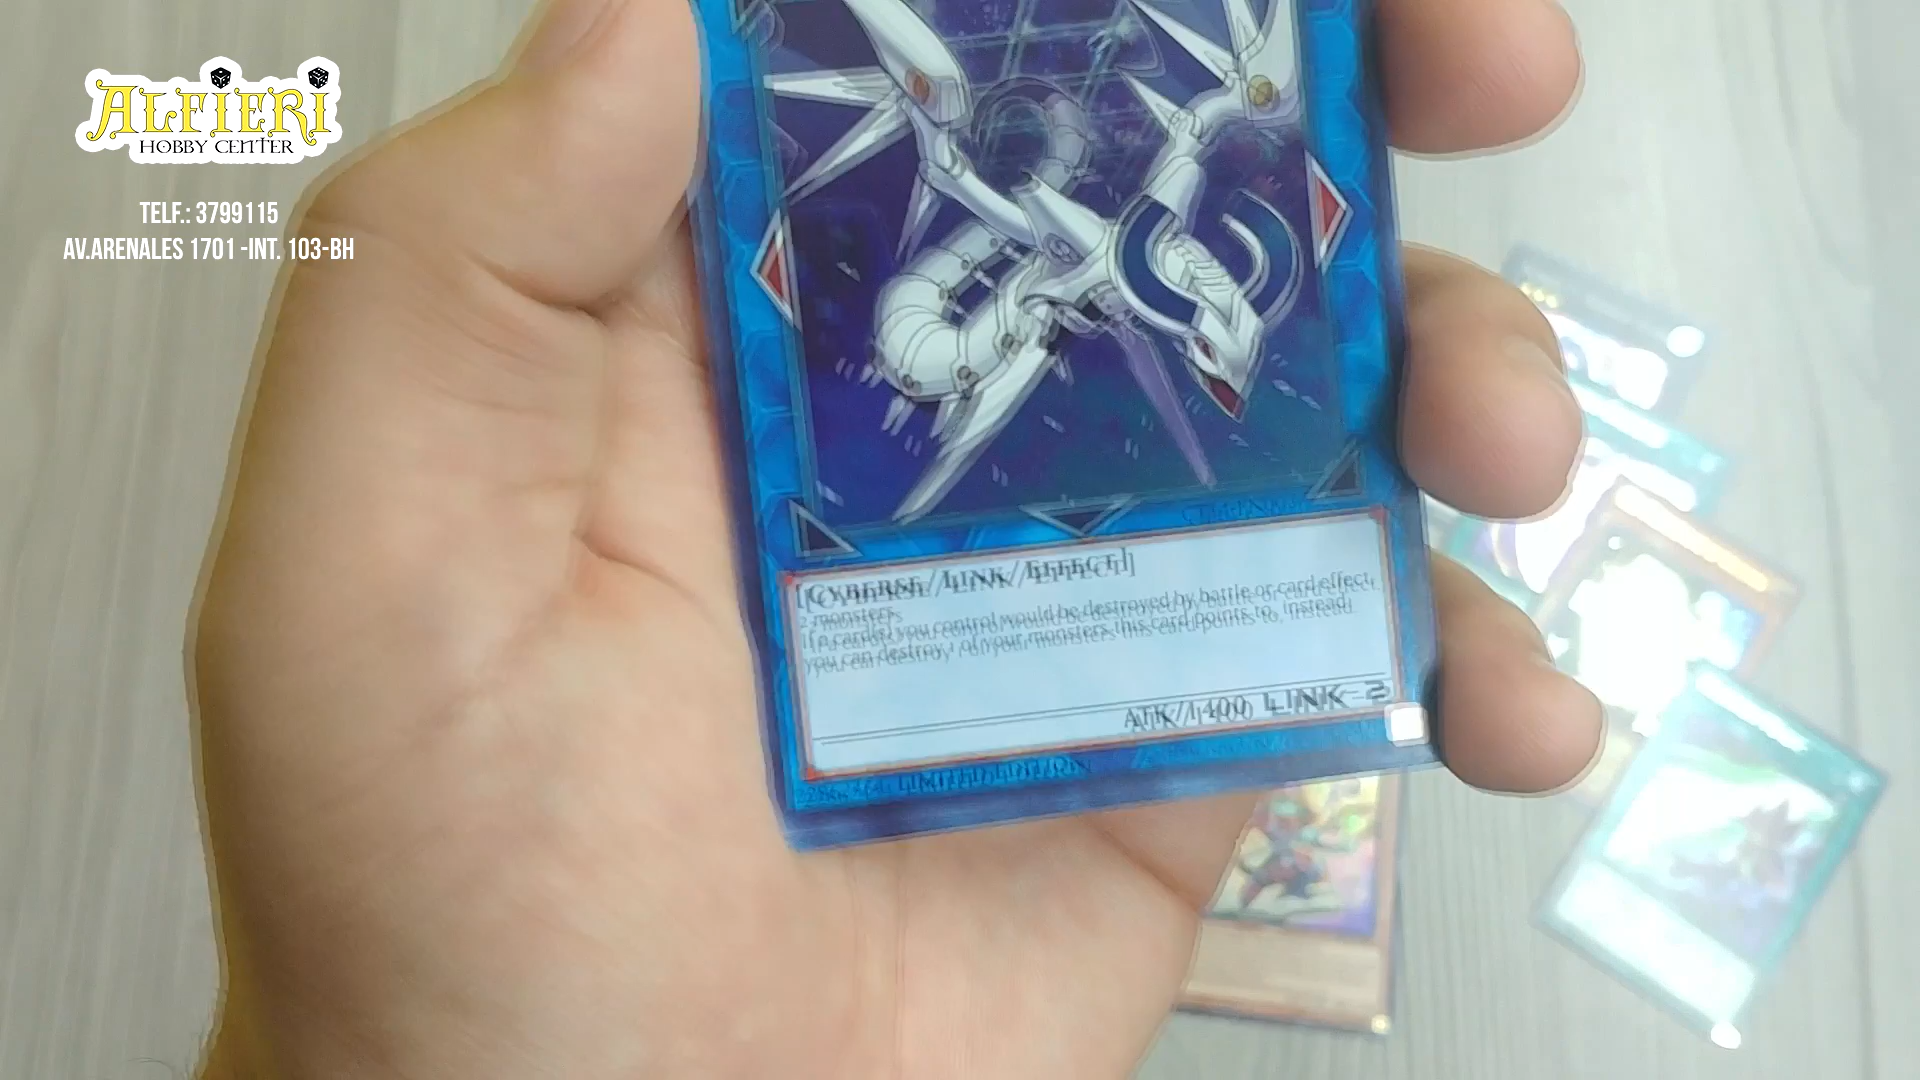 ALFIERI
HOBBY CENTER
TELF.: 3799115
AV.ARENALES 1701 -INT. 103-BH
[CYBERSE/LINK/EFFECT]
2 monsters
If a card(s) you control would be destroyed by battle or card effect,
you can destroy 1 of your monsters this card points to, instead.
ATK/1400 LINK-2
LIMITED EDITION